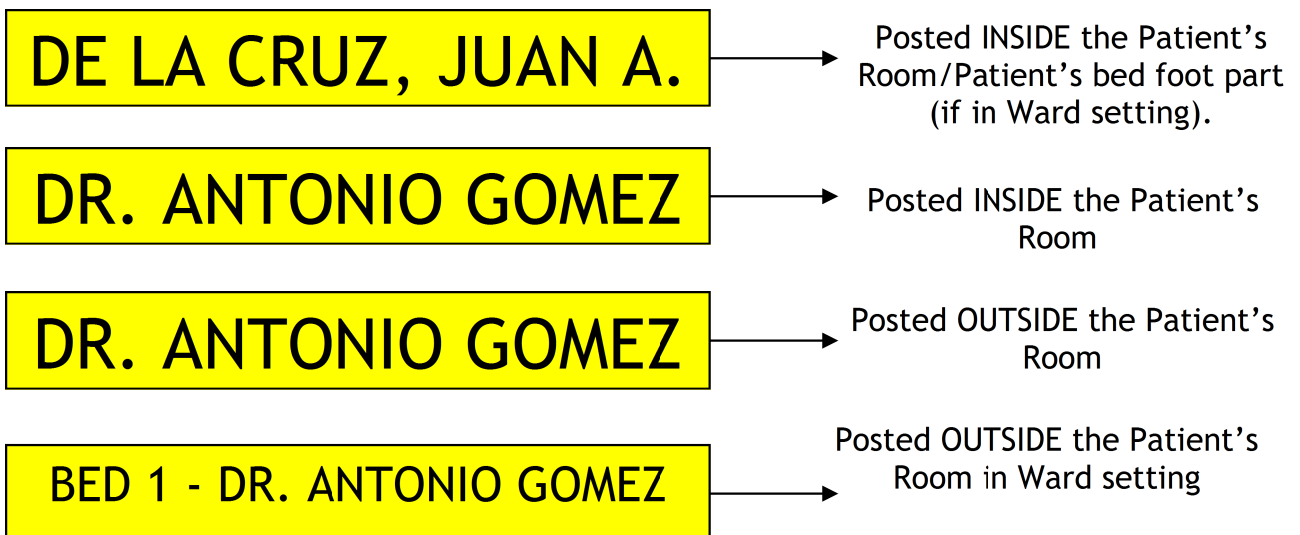 DE LA CRUZ, JUAN A.
Posted INSIDE the Patient’s
Room/Patient’s bed foot part
(if in Ward setting).
DR. ANTONIO GOMEZ
Posted INSIDE the Patient’s
Room
DR. ANTONIO GOMEZ
Posted OUTSIDE the Patient’s
Room
BED 1 - DR. ANTONIO GOMEZ
Posted OUTSIDE the Patient’s
Room in Ward setting